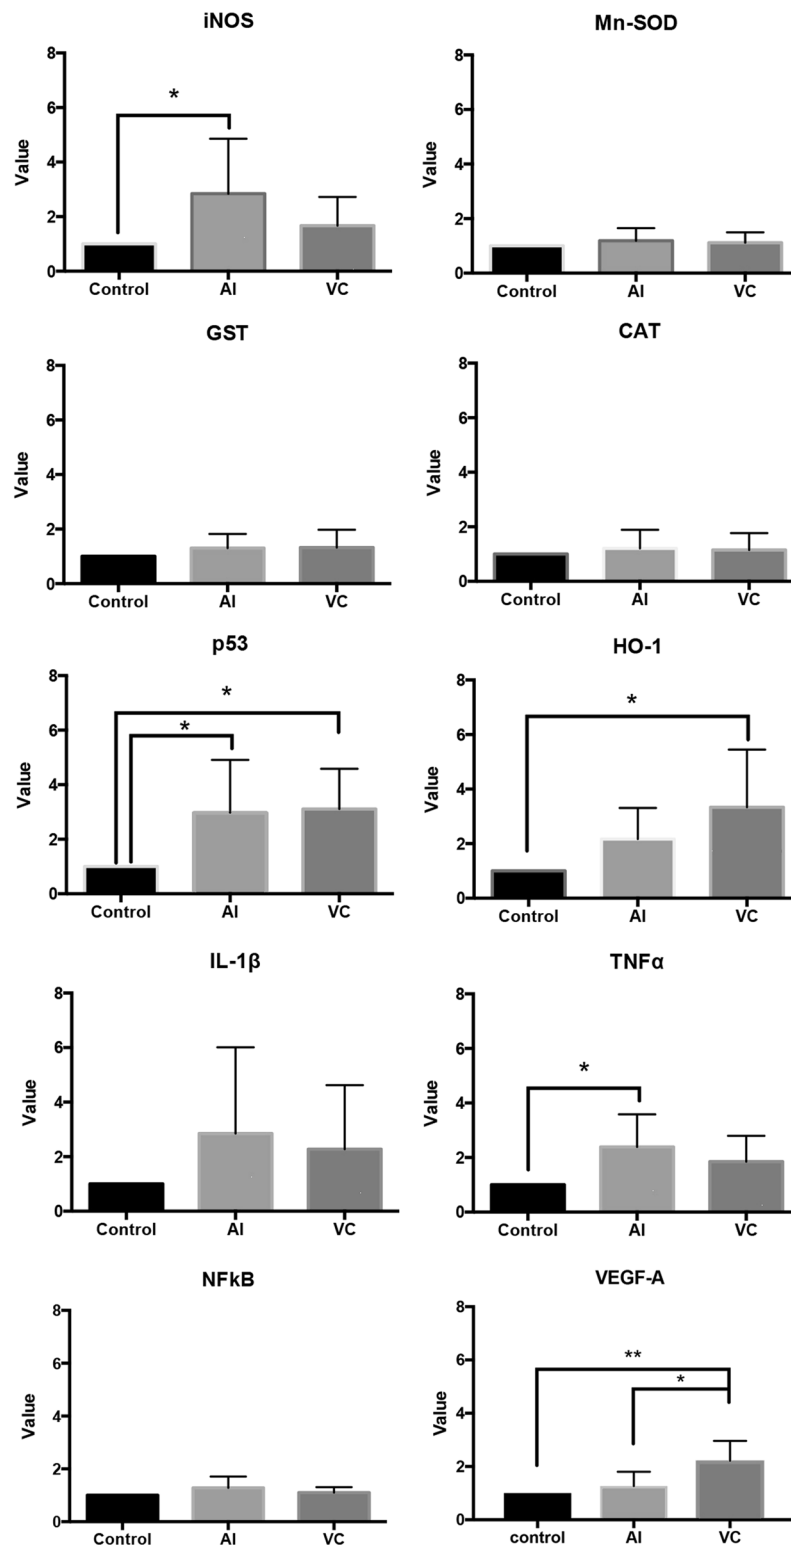 iNOS
8
6
4
2
0
Value
*
Control AI VC
Mn-SOD
8
6
4
2
0
Value
Control AI VC
GST
8
6
4
2
0
Value
Control AI VC
CAT
8
6
4
2
0
Value
Control AI VC
p53
8
6
4
2
0
Value
*
*
Control AI VC
HO-1
8
6
4
2
0
Value
*
Control AI VC
IL-1β
8
6
4
2
0
Value
Control AI VC
TNFα
8
6
4
2
0
Value
*
Control AI VC
NFkB
8
6
4
2
0
Value
Control AI VC
VEGF-A
8
6
4
2
0
Value
**
*
control AI VC